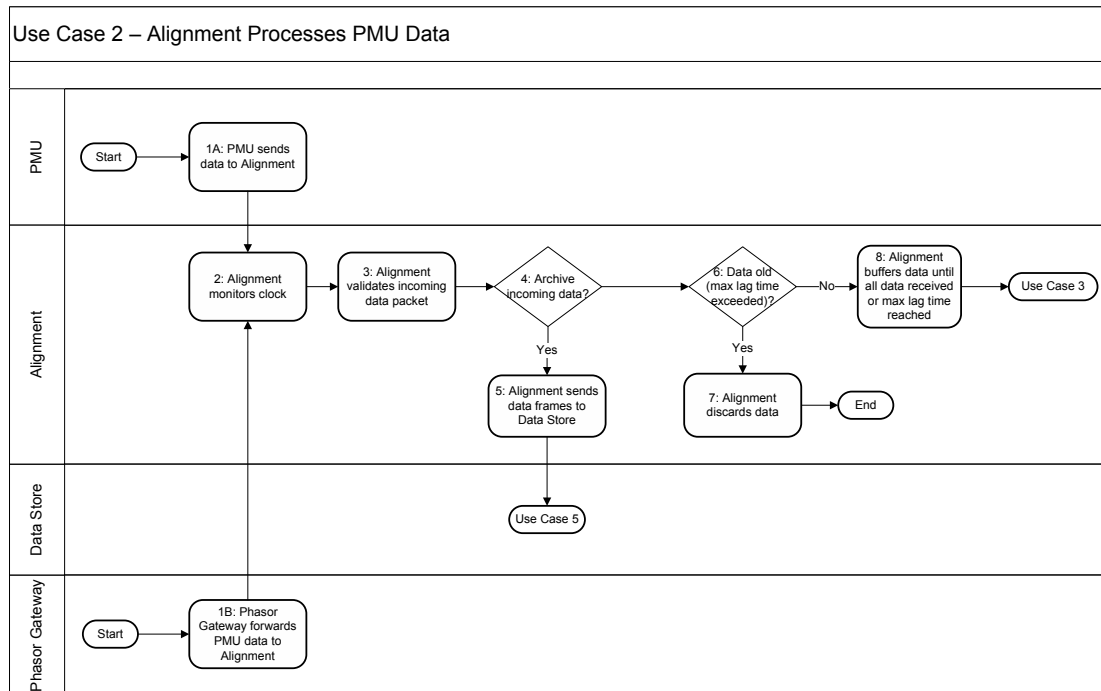 Use Case 2 – Alignment Processes PMU Data
PMU
Start
1A: PMU sends
data to Alignment
Alignment
2: Alignment
monitors clock
3: Alignment
validates incoming
data packet
4: Archive
incoming data?
Yes
5: Alignment sends
data frames to
Data Store
6: Data old
(max lag time
exceeded)?
No
Yes
7: Alignment
discards data
End
8: Alignment
buffers data until
all data received
or max lag time
reached
Use Case 3
Data Store
Use Case 5
Phasor Gateway
Start
1B: Phasor
Gateway forwards
PMU data to
Alignment